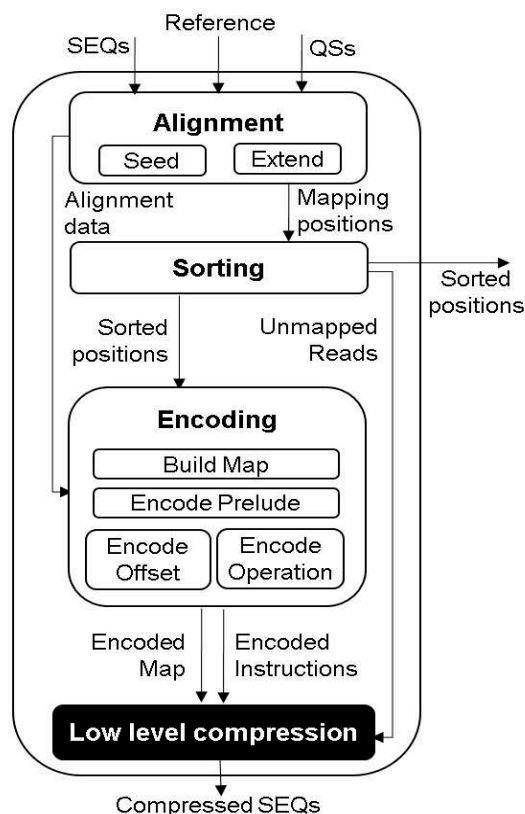 SEQs
Reference
QSs
Alignment
Seed
Extend
Alignment
data
Mapping
positions
Sorting
Sorted
positions
Sorted
positions
Unmapped
Reads
Encoding
Build Map
Encode Prelude
Encode
Offset
Encode
Operation
Encoded
Map
Encoded
Instructions
Low level compression
Compressed SEQs